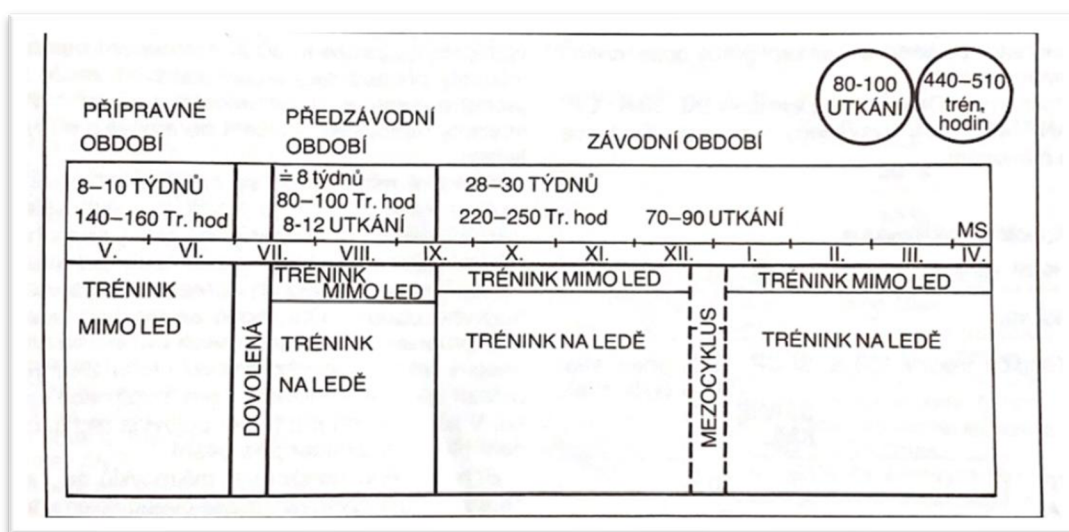 80-100
UTKÁNÍ
440–510
trén.
hodin
PŘÍPRAVNÉ
OBDOBÍ
PŘEDZÁVODNÍ
OBDOBÍ
ZÁVODNÍ OBDOBÍ
8–10 TÝDNŮ
140–160 Tr. hod
≐ 8 týdnů
80–100 Tr. hod
8-12 UTKÁNÍ
28–30 TÝDNŮ
220–250 Tr. hod
70–90 UTKÁNÍ
MS
V. VI. VII. VIII. IX. X. XI. XII. I. II. III. IV.
TRÉNINK
MIMO LED
DOVOLENÁ
TRÉNINK
MIMO LED
TRÉNINK
NA LEDĚ
TRÉNINK MIMO LED
TRÉNINK NA LEDĚ
MEZOCYKLUS
TRÉNINK MIMO LED
TRÉNINK NA LEDĚ